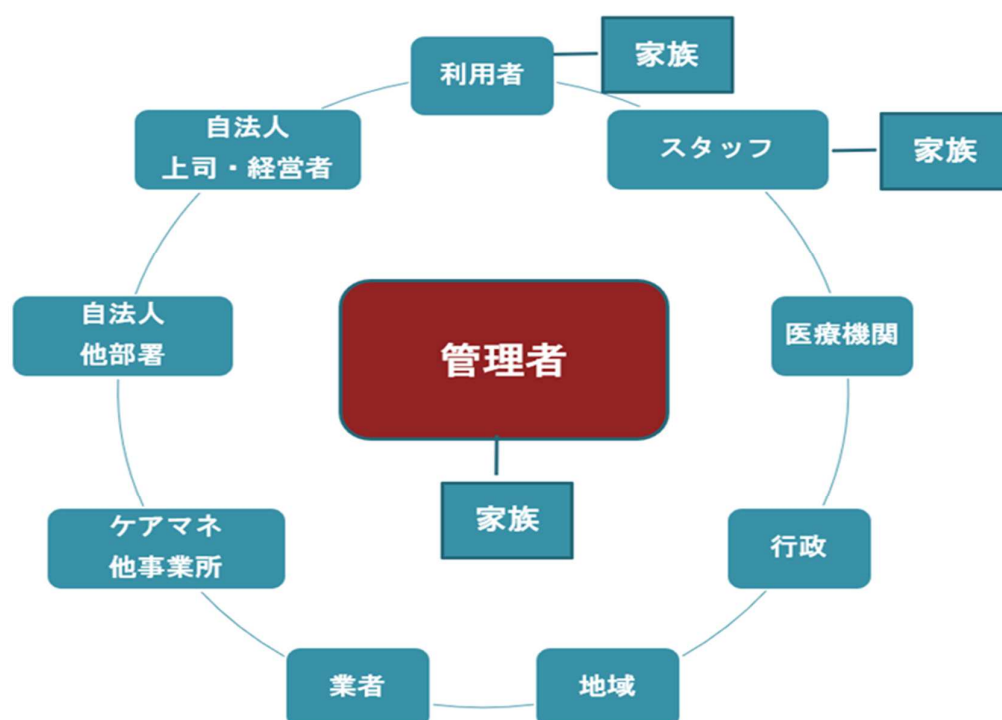 利用者
家族
スタッフ
家族
自法人
上司・経営者
自法人
他部署
管理者
医療機関
家族
ケアマネ
他事業所
行政
業者
地域